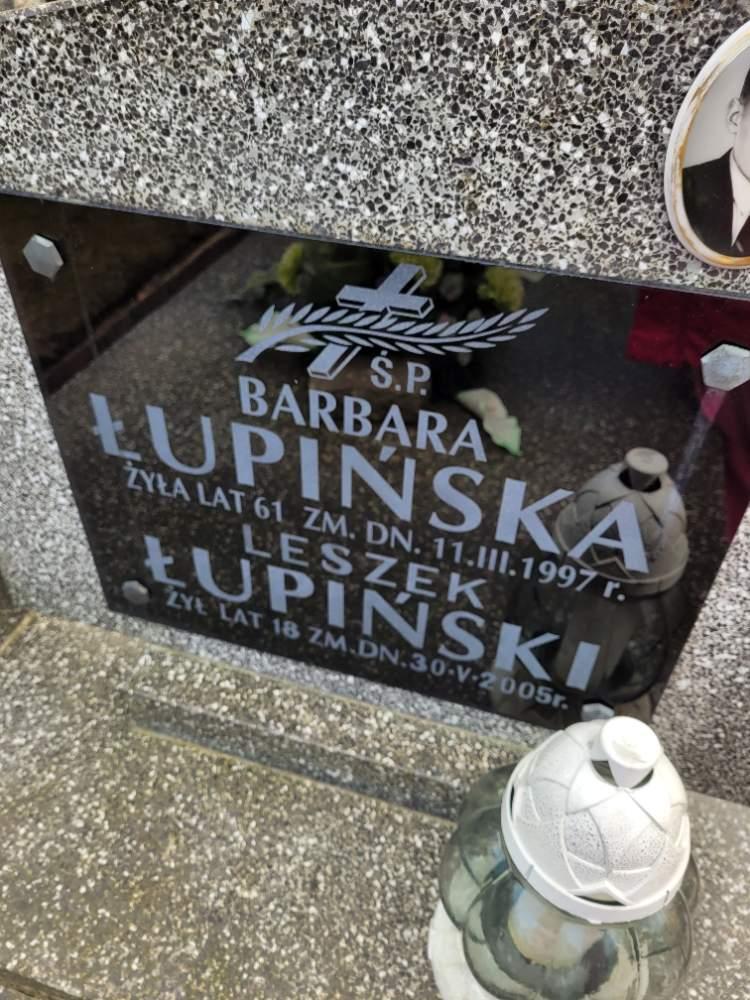 Ś.P.
BARBARA
ŁUPIŃSKA
ŻYŁA LAT 61 ZM. DN. 11.III.1997 r.
LESZEK
ŁUPIŃSKI
ŻYŁ LAT 18 ZM.DN.30.V.2005r.